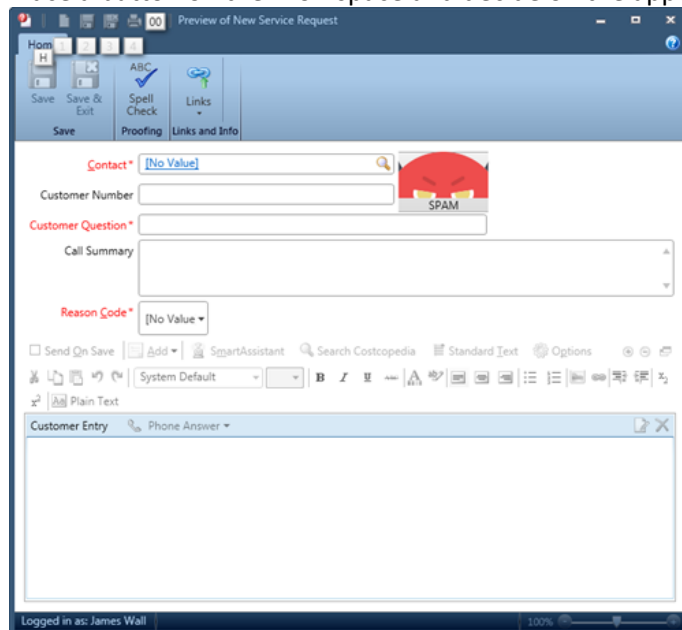 00 Preview of New Service Request
Home 1 2 3 4
H
Save Save & Exit ABC Spell Check Links
Save Proofing Links and Info
Contact* [No Value]
Customer Number
SPAM
Customer Question*
Call Summary
Reason Code* [No Value
Send On Save Add SmartAssistant Search Costcopedia Standard Text Options
System Default B I U A
x² Aa Plain Text
Customer Entry Phone Answer
Logged in as: James Wall 100%